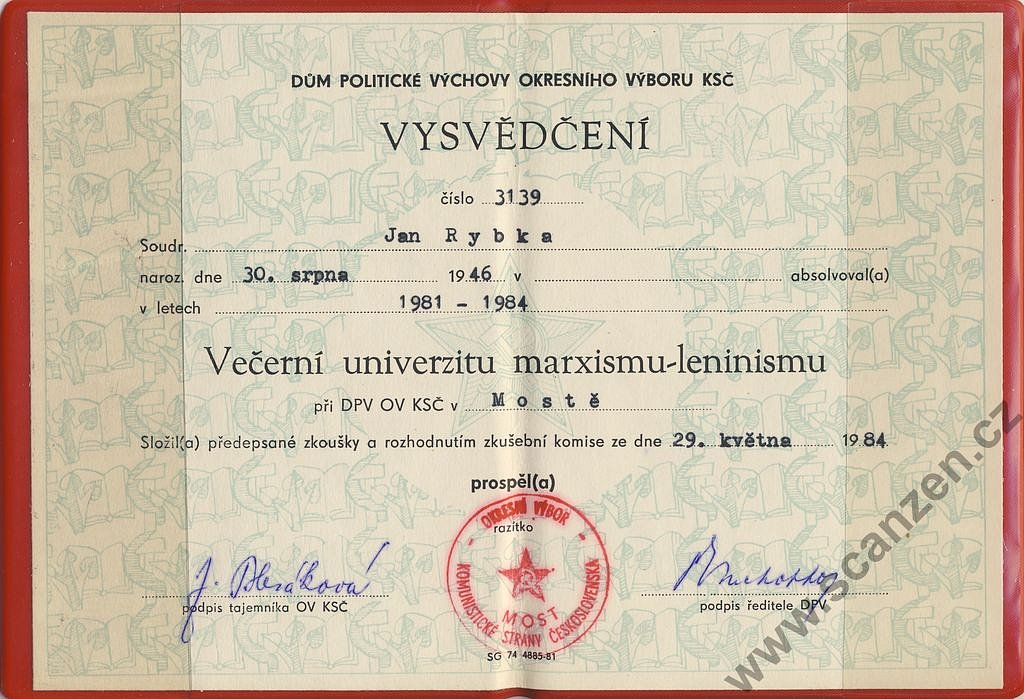 DŮM POLITICKÉ VÝCHOVY OKRESNÍHO VÝBORU KSČ
VYSVĚDČENÍ
číslo 3139
Soudr. Jan Rybka
naroz. dne 30. srpna 1946 v absolvoval(a)
v letech 1981 - 1984
Večerní univerzitu marxismu-leninismu
při DPV OV KSČ v Mostě
Složil(a) předepsané zkoušky a rozhodnutím zkušební komise ze dne 29. května 1984
prospěl(a)
OKRESNÍ VÝBOR
razítko
KOMUNISTICKÉ STRANY ČESKOSLOVENSKA
MOST
podpis tajemníka OV KSČ
podpis ředitele DPV
SG 74 4885-81
www.scanzen.cz